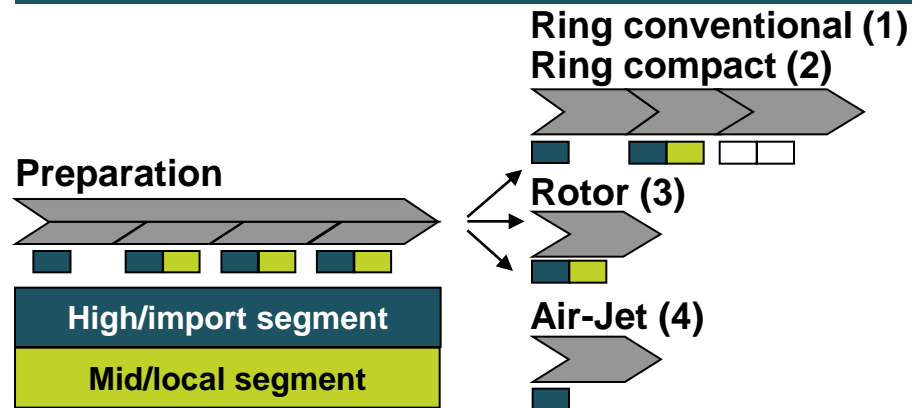 Ring conventional (1)
Ring compact (2)
Preparation
Rotor (3)
High/import segment
Air-Jet (4)
Mid/local segment